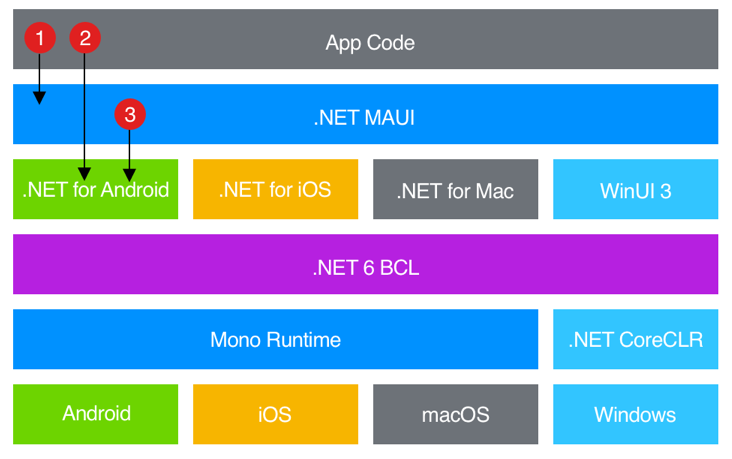 1 2 App Code
.NET MAUI
3
.NET for Android .NET for iOS .NET for Mac WinUI 3
.NET 6 BCL
Mono Runtime .NET CoreCLR
Android iOS macOS Windows